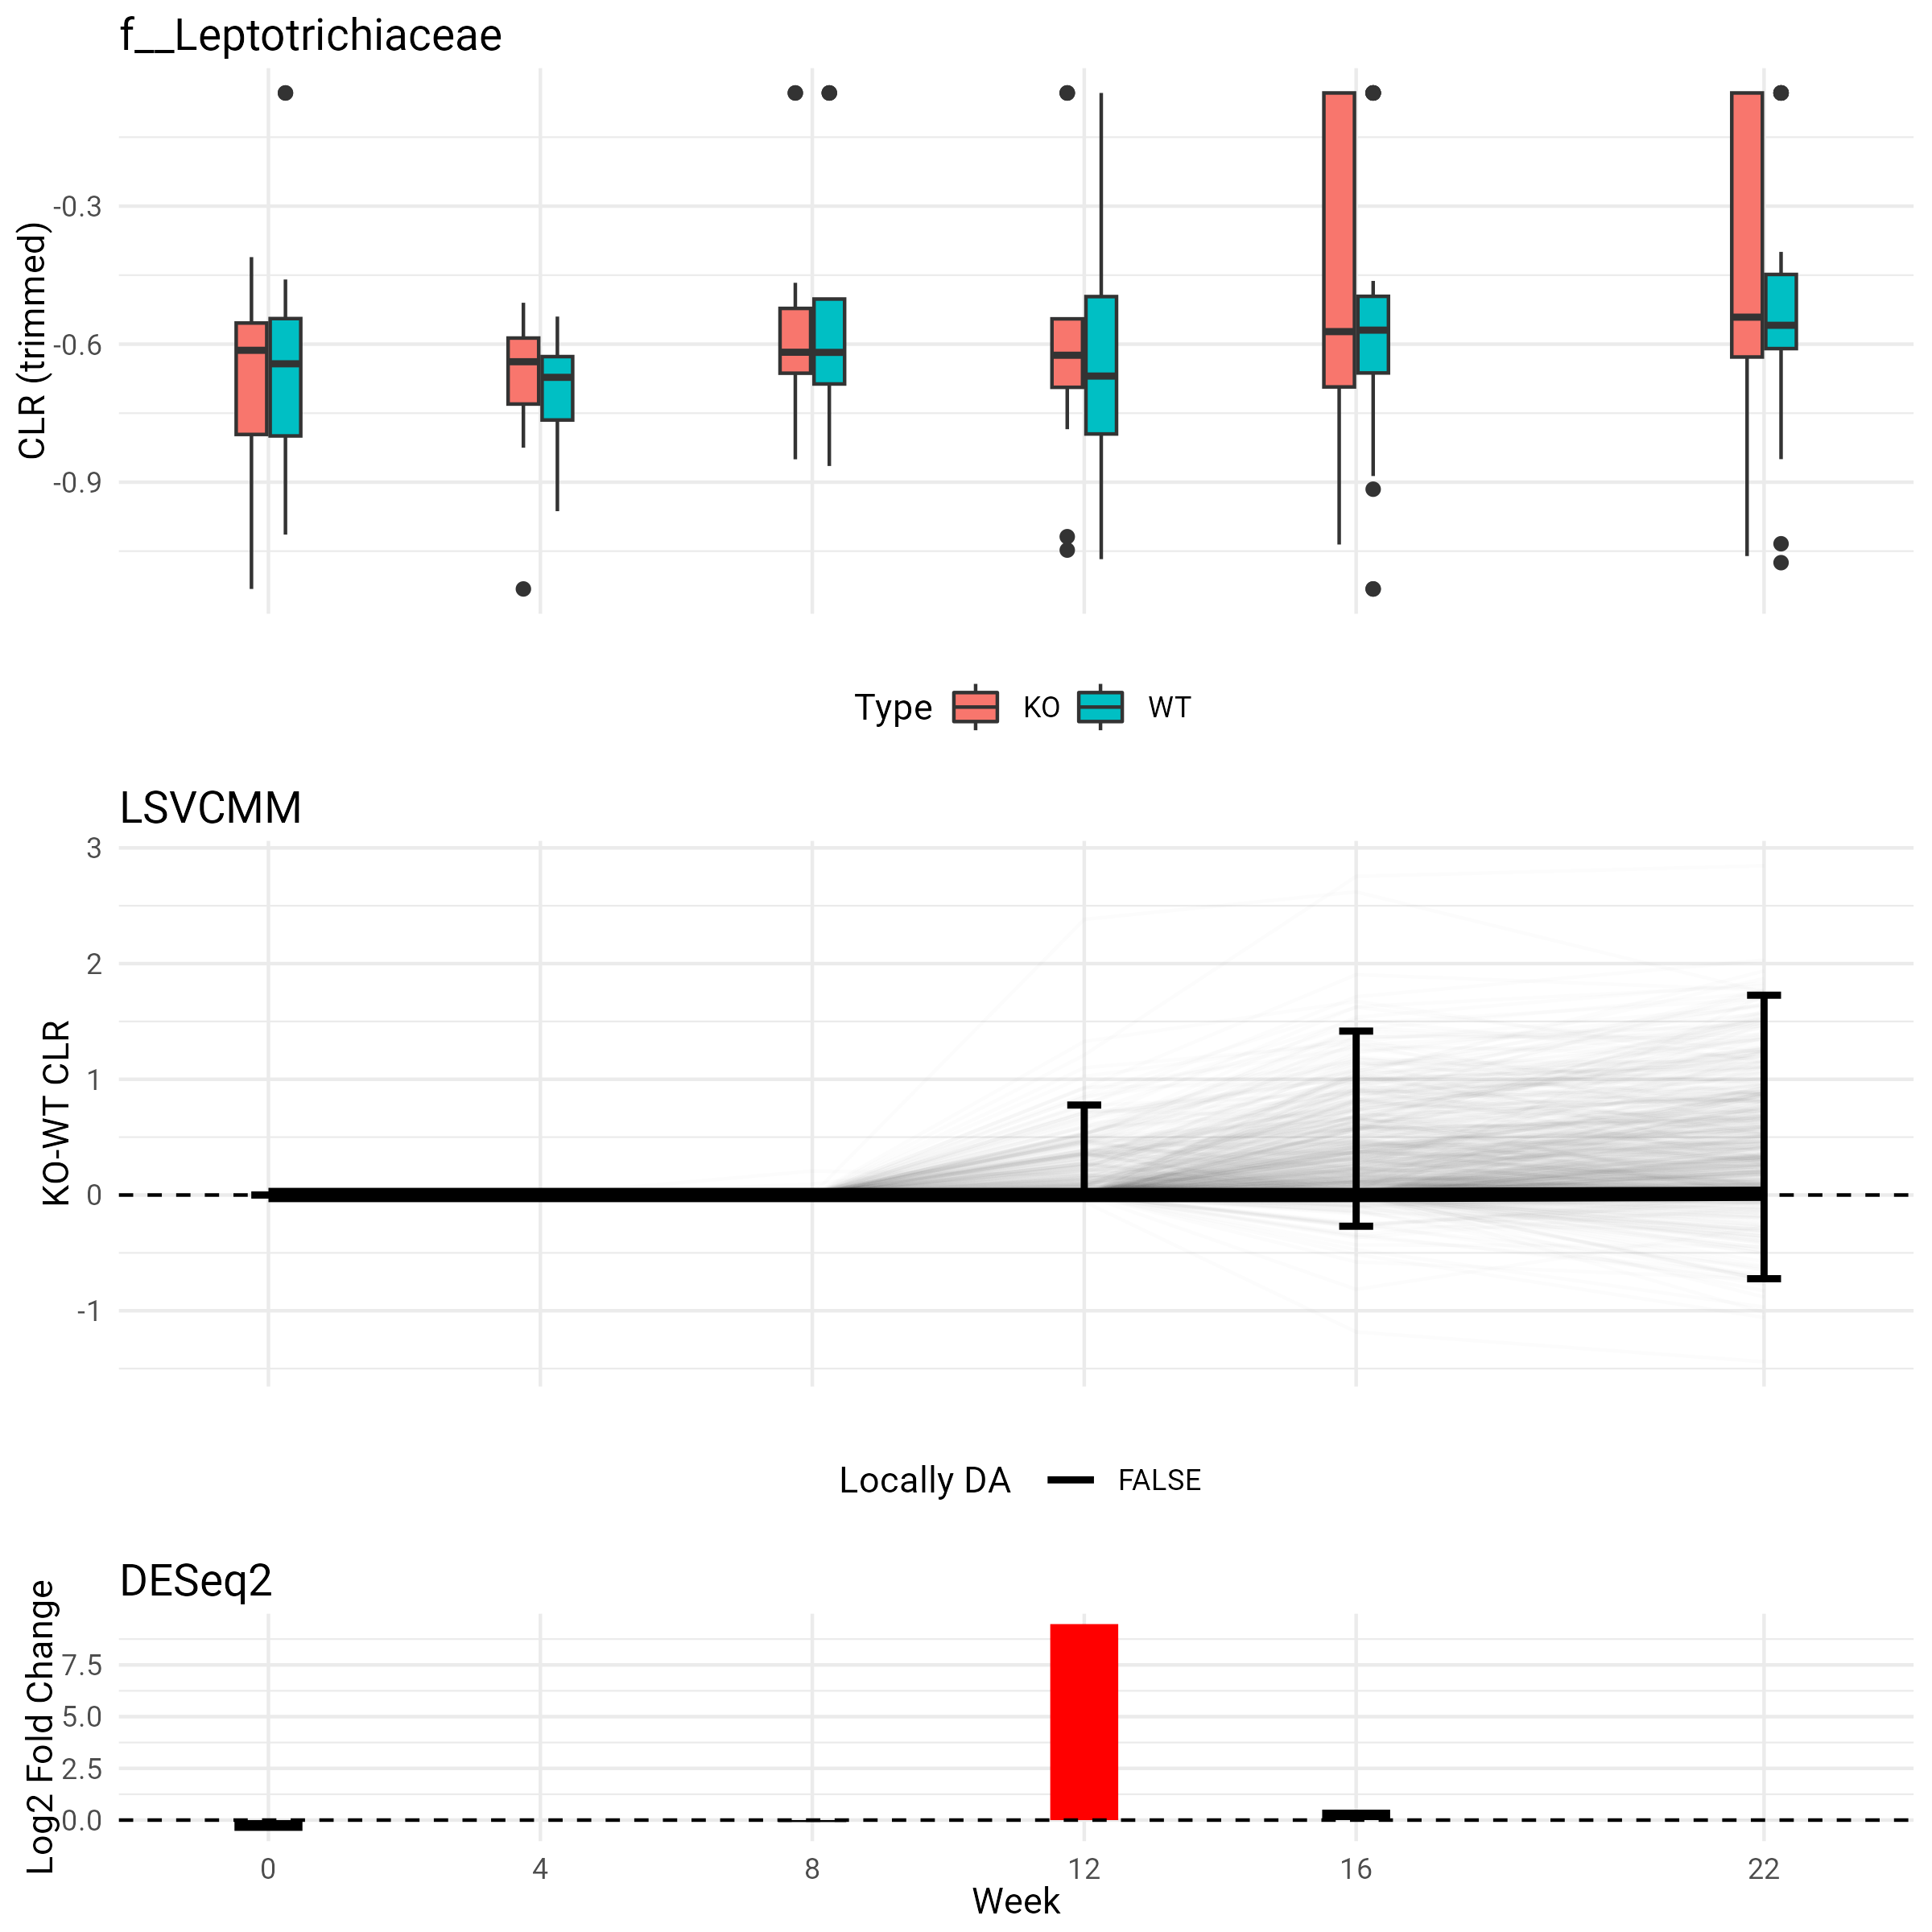 f__Leptotrichiaceae
CLR (trimmed)
-0.3
-0.6
-0.9
Type KO WT
LSVCMM
KO-WT CLR
3
2
1
0
-1
Locally DA FALSE
DESeq2
Log2 Fold Change
7.5
5.0
2.5
0.0
0 4 8 12 16 22
Week